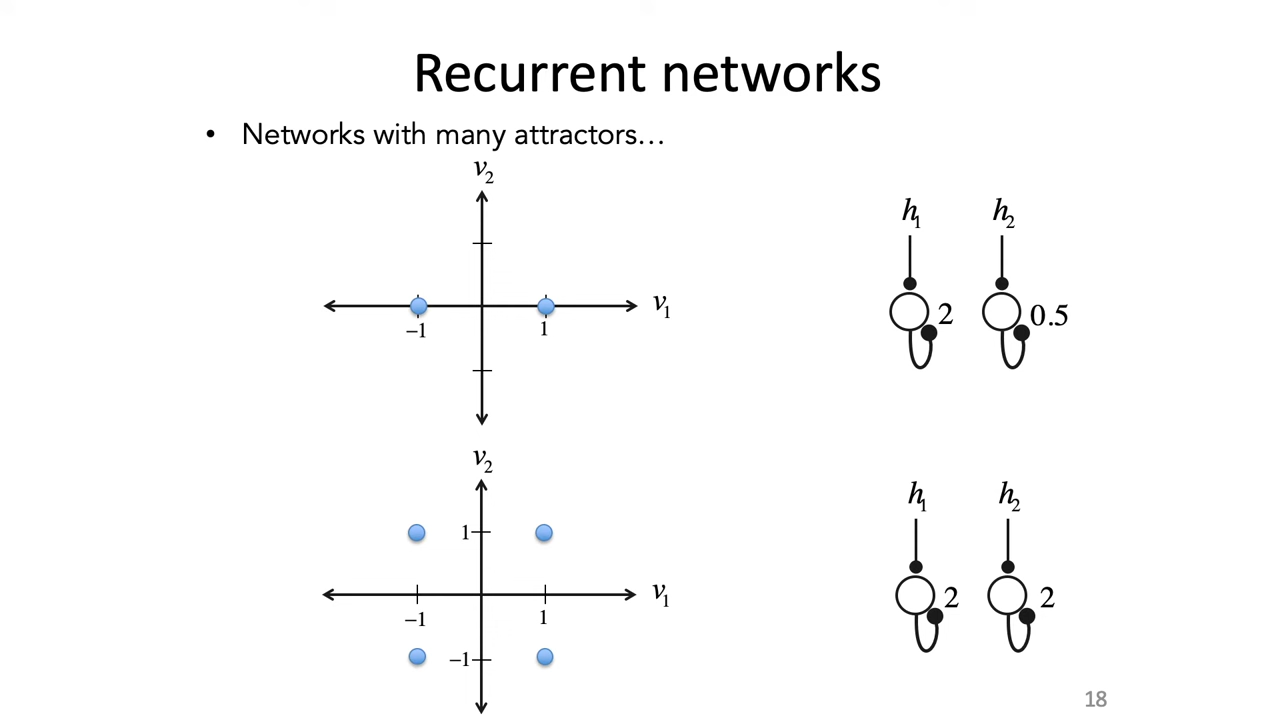 Recurrent networks
• Networks with many attractors…
v₂
h₁ h₂
v₁
2 0.5
−1 1
v₂
h₁ h₂
1
v₁
2 2
−1 1
−1
18